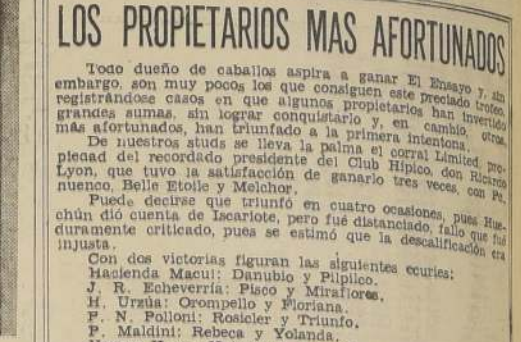 LOS PROPIETARIOS MAS AFORTUNADOS
Todo dueño de caballos aspira a ganar El Ensayo y, sin
embargo, son muy pocos los que consiguen este preciado trofeo,
registrándose casos en que algunos propietarios han invertido
grandes sumas, sin lograr conquistarlo y, en cambio, otros,
más afortunados, han triunfado a la primera intentona.
De nuestros studs se lleva la palma el corral Limited, pro-
piedad del recordado presidente del Club Hípico, don Ricardo
Lyon, que tuvo la satisfacción de ganarlo tres veces, con Pe-
nuenco, Belle Etoile y Melchor.
Puede decirse que triunfó en cuatro ocasiones, pues Hue-
chún dió cuenta de Iscariote, pero fué distanciado, fallo que fué
duramente criticado, pues se estimó que la descalificación era
injusta.
Con dos victorias figuran las siguientes ecuries:
Hacienda Macul: Danubio y Pilpilco.
J. R. Echeverría: Pisco y Miraflores.
H. Urzúa: Orompello y Floriana.
P. N. Polloni: Rosicler y Triunfo.
P. Maldini: Rebeca y Yolanda.